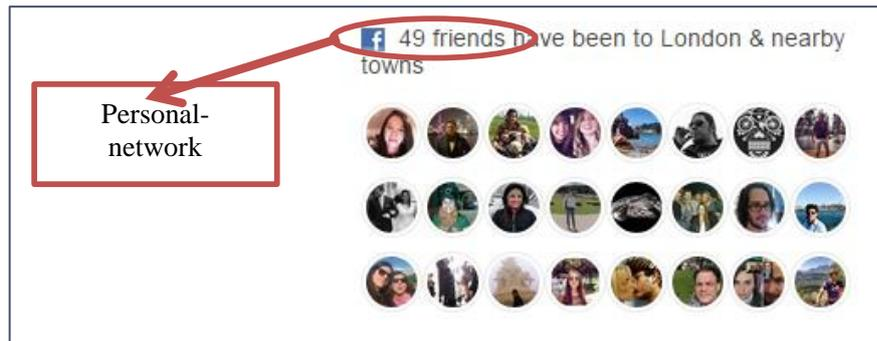 49 friends have been to London & nearby
towns
Personal-
network